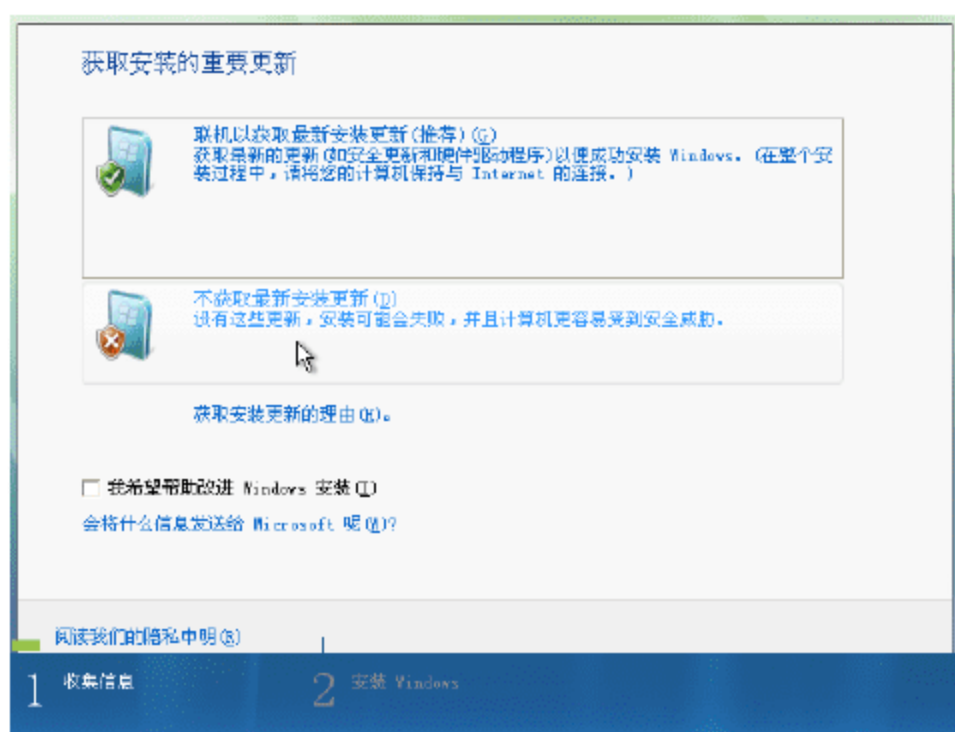 获取安装的重要更新
联机以获取最新安装更新(推荐)(G)
获取最新的更新(如安全更新和硬件驱动程序)以便成功安装 Windows。(在整个安
装过程中，请将您的计算机保持与 Internet 的连接。)
不获取最新安装更新(D)
没有这些更新，安装可能会失败，并且计算机更容易受到安全威胁。
获取安装更新的理由(H)。
我希望帮助改进 Windows 安装(I)
会将什么信息发送给 Microsoft 呢(W)?
阅读我们的隐私申明(R)
1 收集信息
2 安装 Windows